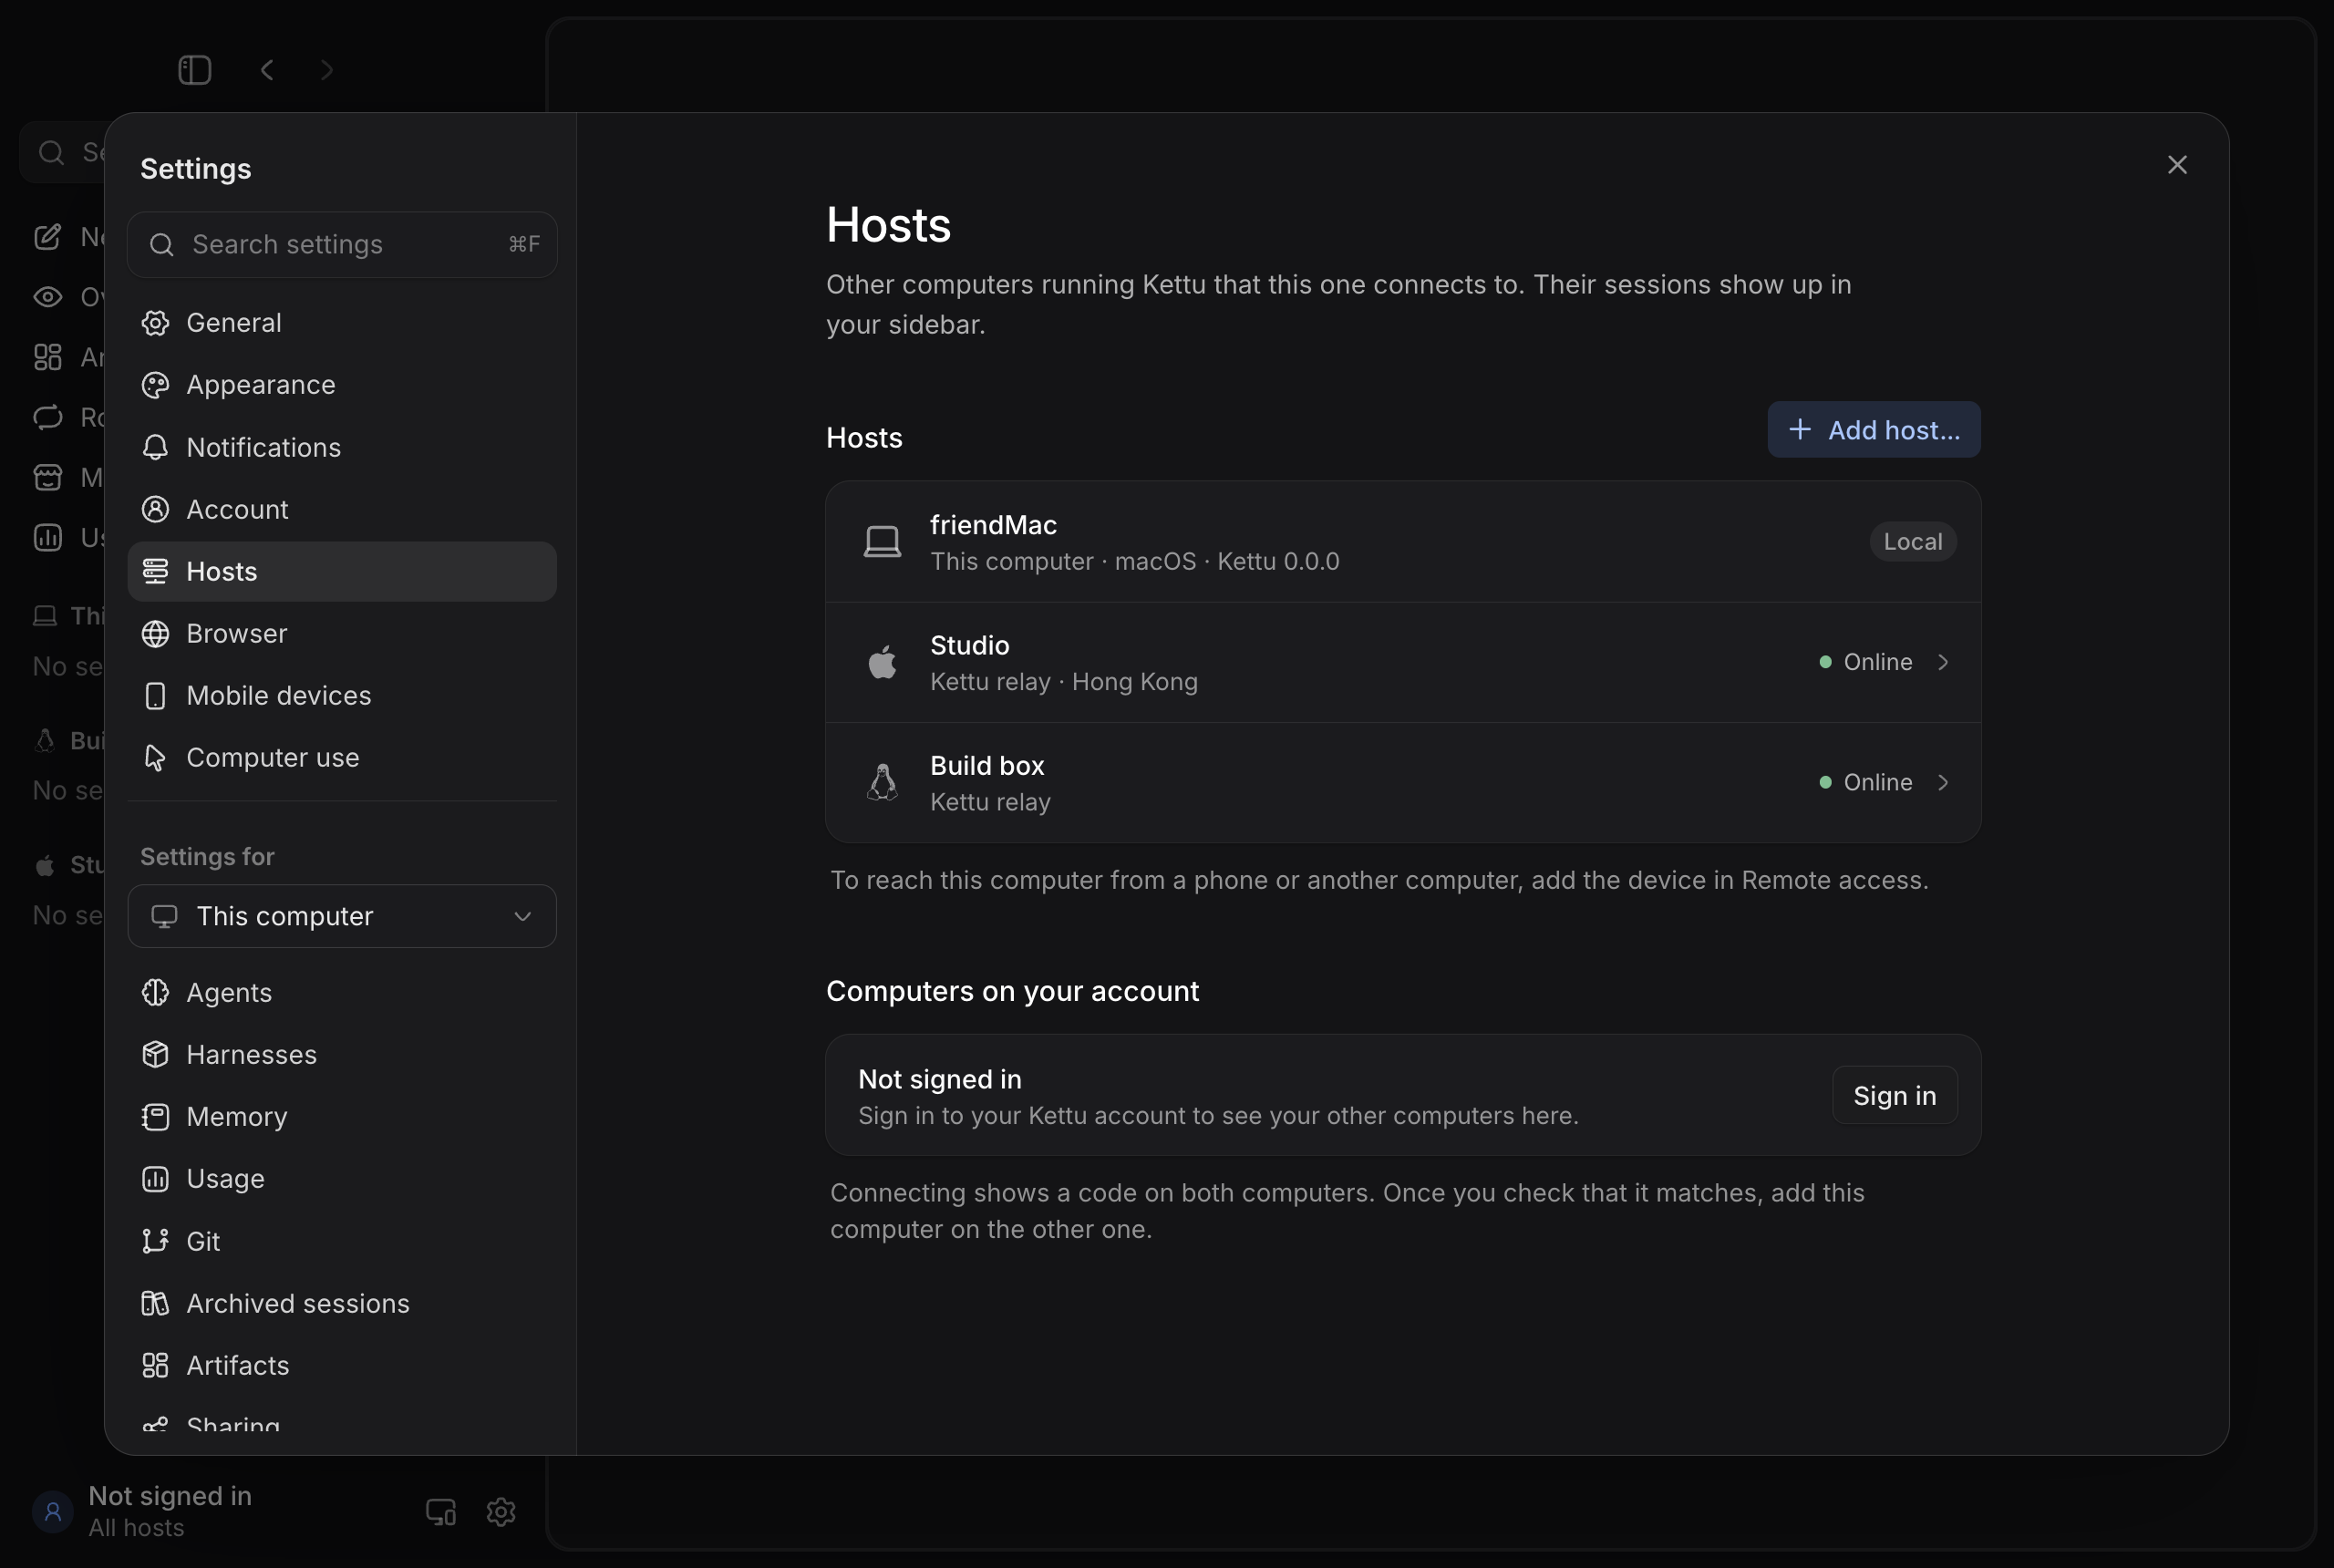 Settings
Search settings ⌘F
General
Appearance
Notifications
Account
Hosts
Browser
Mobile devices
Computer use
Settings for
This computer
Agents
Harnesses
Memory
Usage
Git
Archived sessions
Artifacts
Sharing
Hosts
Other computers running Kettu that this one connects to. Their sessions show up in
your sidebar.
Hosts
+ Add host...
friendMac
This computer · macOS · Kettu 0.0.0
Local
Studio
Kettu relay · Hong Kong
Online
Build box
Kettu relay
Online
To reach this computer from a phone or another computer, add the device in Remote access.
Computers on your account
Not signed in
Sign in to your Kettu account to see your other computers here.
Sign in
Connecting shows a code on both computers. Once you check that it matches, add this
computer on the other one.
No se
No se
No se
Not signed in
All hosts